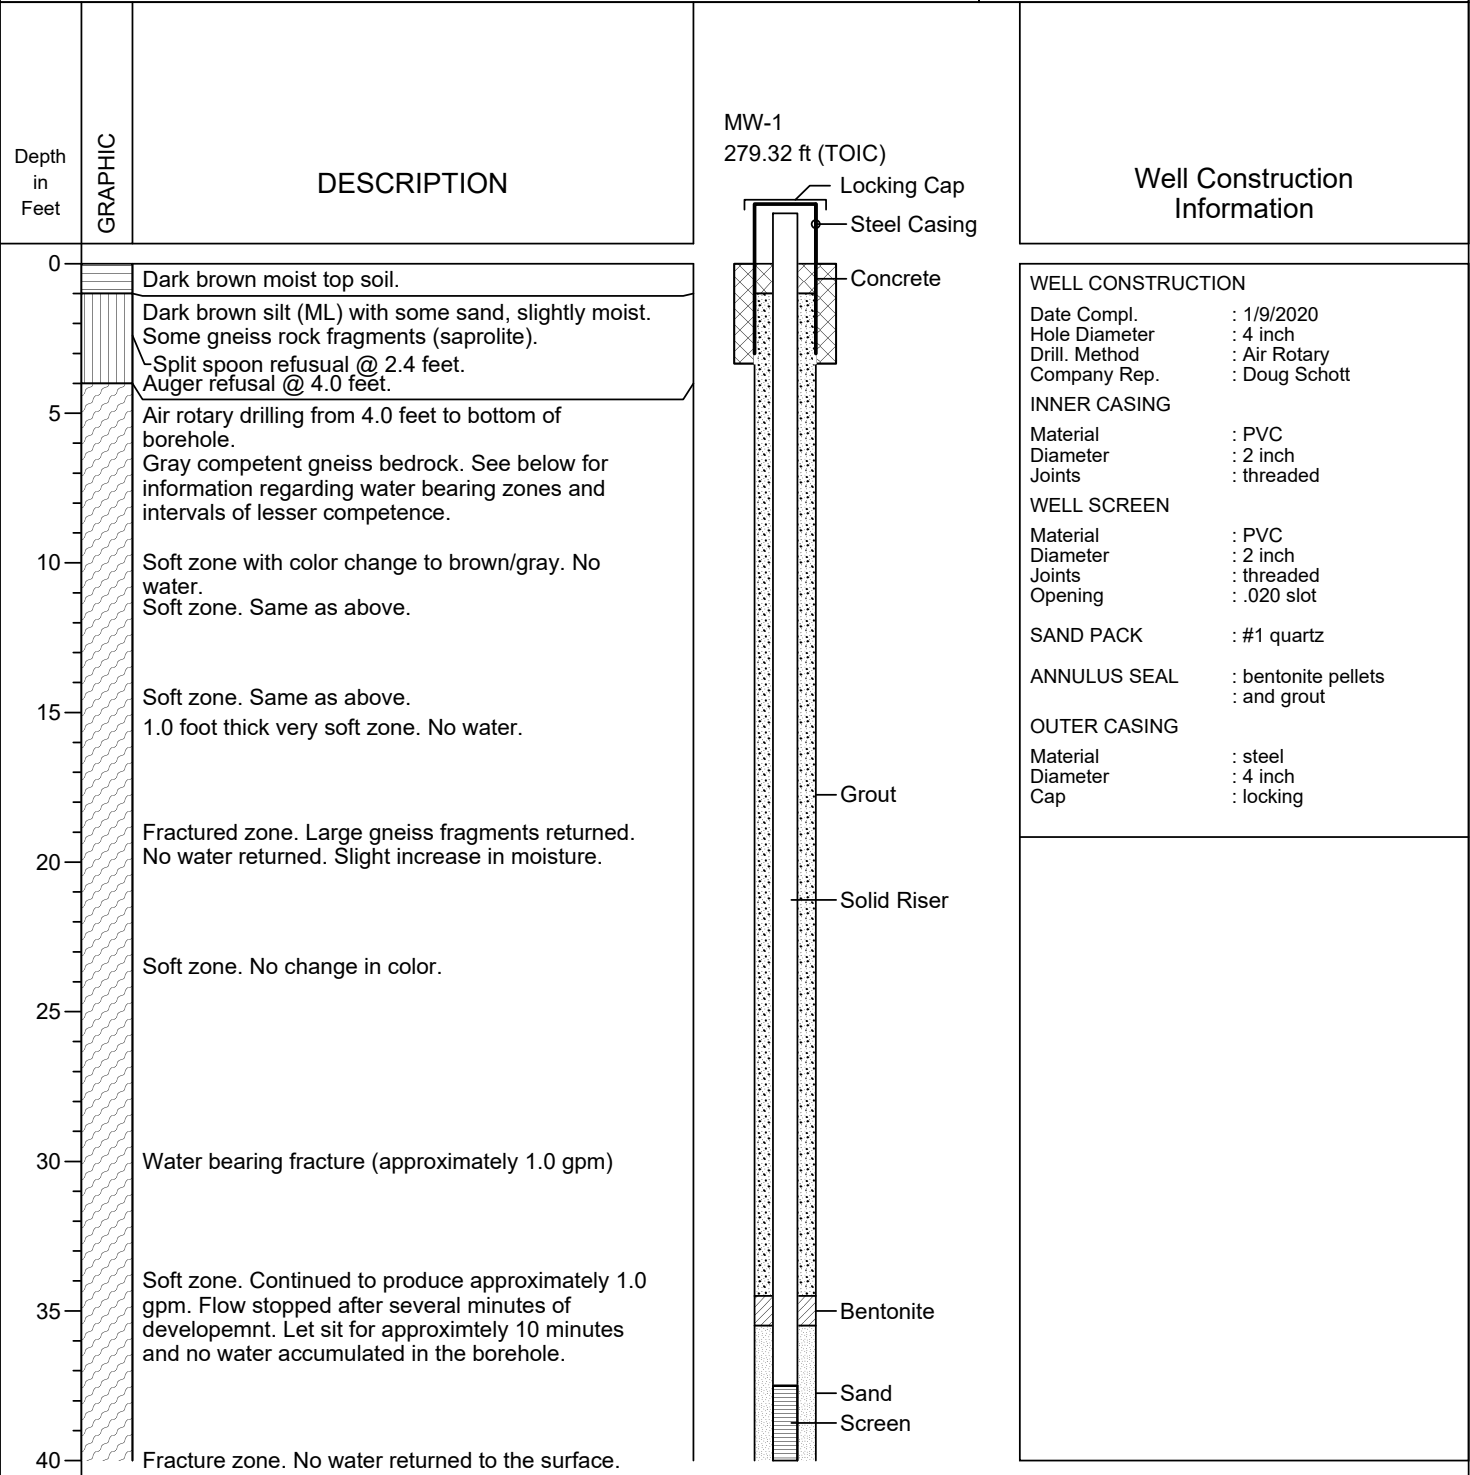 Depth
in
Feet
GRAPHIC
DESCRIPTION
MW-1
279.32 ft (TOIC)
Locking Cap
Steel Casing
Concrete
Grout
Solid Riser
Bentonite
Sand
Screen
Well Construction
Information
0
5
10
15
20
25
30
35
40
Dark brown moist top soil.
Dark brown silt (ML) with some sand, slightly moist.
Some gneiss rock fragments (saprolite).
Split spoon refusual @ 2.4 feet.
Auger refusal @ 4.0 feet.
Air rotary drilling from 4.0 feet to bottom of
borehole.
Gray competent gneiss bedrock. See below for
information regarding water bearing zones and
intervals of lesser competence.
Soft zone with color change to brown/gray. No
water.
Soft zone. Same as above.
Soft zone. Same as above.
1.0 foot thick very soft zone. No water.
Fractured zone. Large gneiss fragments returned.
No water returned. Slight increase in moisture.
Soft zone. No change in color.
Water bearing fracture (approximately 1.0 gpm)
Soft zone. Continued to produce approximately 1.0
gpm. Flow stopped after several minutes of
developemnt. Let sit for approximtely 10 minutes
and no water accumulated in the borehole.
Fracture zone. No water returned to the surface.
WELL CONSTRUCTION
Date Compl. : 1/9/2020
Hole Diameter : 4 inch
Drill. Method : Air Rotary
Company Rep. : Doug Schott
INNER CASING
Material : PVC
Diameter : 2 inch
Joints : threaded
WELL SCREEN
Material : PVC
Diameter : 2 inch
Joints : threaded
Opening : .020 slot
SAND PACK : #1 quartz
ANNULUS SEAL : bentonite pellets
: and grout
OUTER CASING
Material : steel
Diameter : 4 inch
Cap : locking